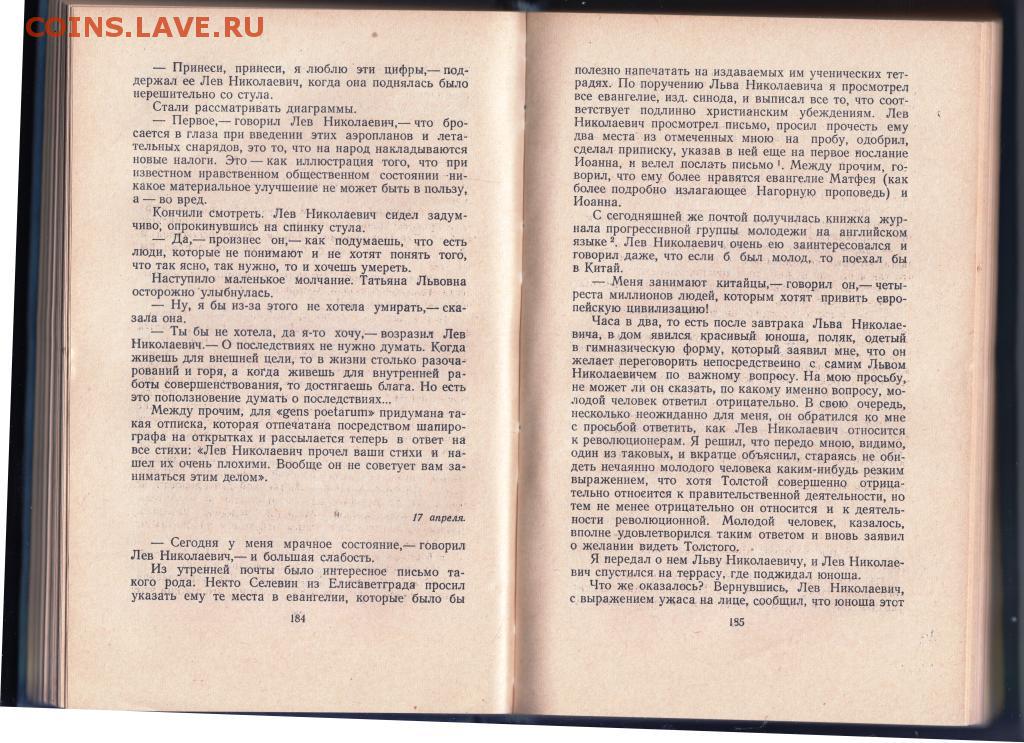 COINS.LAVE.RU
— Принеси, принеси, я люблю эти цифры,— под-
держал ее Лев Николаевич, когда она поднялась было
нерешительно со стула.
Стали рассматривать диаграммы.
— Первое,— говорил Лев Николаевич,— что бро-
сается в глаза при введении этих аэропланов и лета-
тельных снарядов, это то, что на народ накладываются
новые налоги. Это — как иллюстрация того, что при
известном нравственном общественном состоянии ни-
какое материальное улучшение не может быть в пользу,
а — во вред.
Кончили смотреть. Лев Николаевич сидел задум-
чиво, опрокинувшись на спинку стула.
— Да,— произнес он,— как подумаешь, что есть
люди, которые не понимают и не хотят понять того,
что так ясно, так нужно, то и хочешь умереть.
Наступило маленькое молчание. Татьяна Львовна
осторожно улыбнулась.
— Ну, я бы из-за этого не хотела умирать,— ска-
зала она.
— Ты бы не хотела, да я-то хочу,— возразил Лев
Николаевич.— О последствиях не нужно думать. Когда
живешь для внешней цели, то в жизни столько разоча-
рований и горя, а когда живешь для внутренней ра-
боты совершенствования, то достигаешь блага. Но есть
это поползновение думать о последствиях...
Между прочим, для «gens poetarum» придумана та-
кая отписка, которая отпечатана посредством шапиро-
графа на открытках и рассылается теперь в ответ на
все стихи: «Лев Николаевич прочел ваши стихи и на-
шел их очень плохими. Вообще он не советует вам за-
ниматься этим делом».
17 апреля.
— Сегодня у меня мрачное состояние,— говорил
Лев Николаевич,— и большая слабость.
Из утренней почты было интересное письмо та-
кого рода. Некто Селевин из Елисаветграда просил
указать ему те места в евангелии, которые было бы
184
полезно напечатать на издаваемых им ученических тет-
радях. По поручению Льва Николаевича я просмотрел
все евангелие, изд. синода, и выписал все то, что соот-
ветствует подлинно христианским убеждениям. Лев
Николаевич просмотрел письмо, просил прочесть ему
два места из отмеченных мною на пробу, одобрил,
сделал приписку, указав в ней еще на первое послание
Иоанна, и велел послать письмо ¹. Между прочим, го-
ворил, что ему более нравятся евангелие Матфея (как
более подробно излагающее Нагорную проповедь) и
Иоанна.
С сегодняшней же почтой получилась книжка жур-
нала прогрессивной группы молодежи на английском
языке ². Лев Николаевич очень ею заинтересовался и
говорил даже, что если б был молод, то поехал бы
в Китай.
— Меня занимают китайцы,— говорил он,— четы-
реста миллионов людей, которым хотят привить евро-
пейскую цивилизацию!
Часа в два, то есть после завтрака Льва Николае-
вича, в дом явился красивый юноша, поляк, одетый
в гимназическую форму, который заявил мне, что он
желает переговорить непосредственно с самим Львом
Николаевичем по важному вопросу. На мою просьбу,
не может ли он сказать, по какому именно вопросу, мо-
лодой человек ответил отрицательно. В свою очередь,
несколько неожиданно для меня, он обратился ко мне
с просьбой ответить, как Лев Николаевич относится
к революционерам. Я решил, что передо мною, видимо,
один из таковых, и вкратце объяснил, стараясь не оби-
деть нечаянно молодого человека каким-нибудь резким
выражением, что хотя Толстой совершенно отрица-
тельно относится к правительственной деятельности, но
тем не менее отрицательно он относится и к деятель-
ности революционной. Молодой человек, казалось,
вполне удовлетворился таким ответом и вновь заявил
о желании видеть Толстого.
Я передал о нем Льву Николаевичу, и Лев Николае-
вич спустился на террасу, где поджидал юноша.
Что же оказалось? Вернувшись, Лев Николаевич,
с выражением ужаса на лице, сообщил, что юноша этот
185